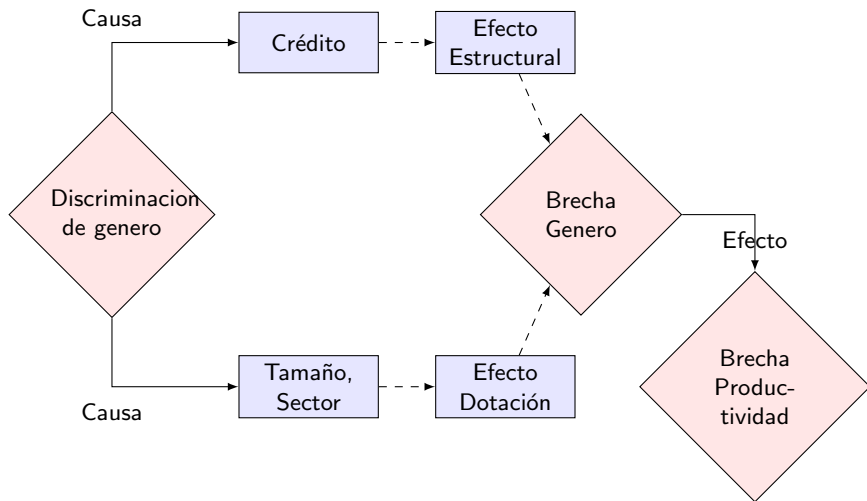 Causa
Crédito
Efecto
Estructural
Discriminacion
de genero
Brecha
Genero
Efecto
Tamaño,
Sector
Efecto
Dotación
Causa
Brecha
Produc-
tividad